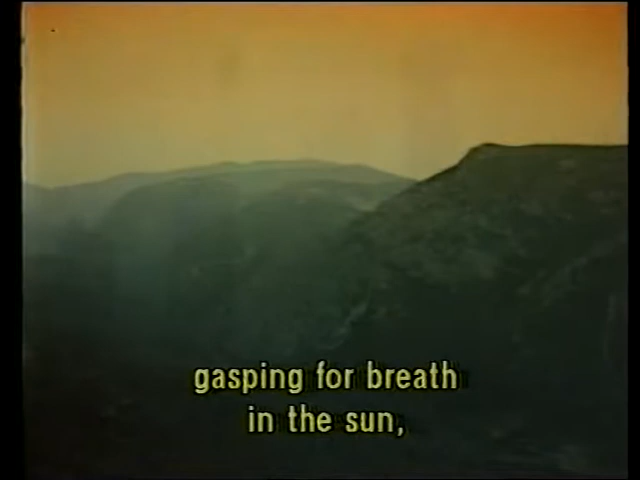 gasping for breath
in the sun,